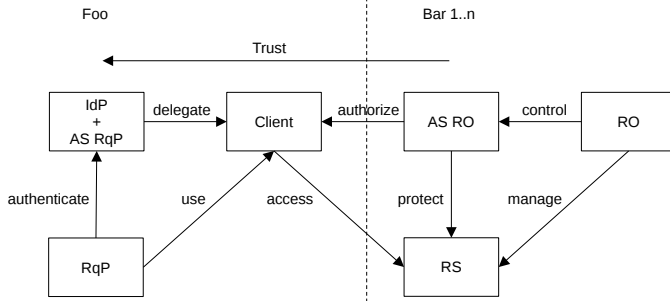 Foo
Bar 1..n
Trust
IdP
+
AS RqP
delegate
Client
authorize
AS RO
control
RO
authenticate
use
access
protect
manage
RqP
RS